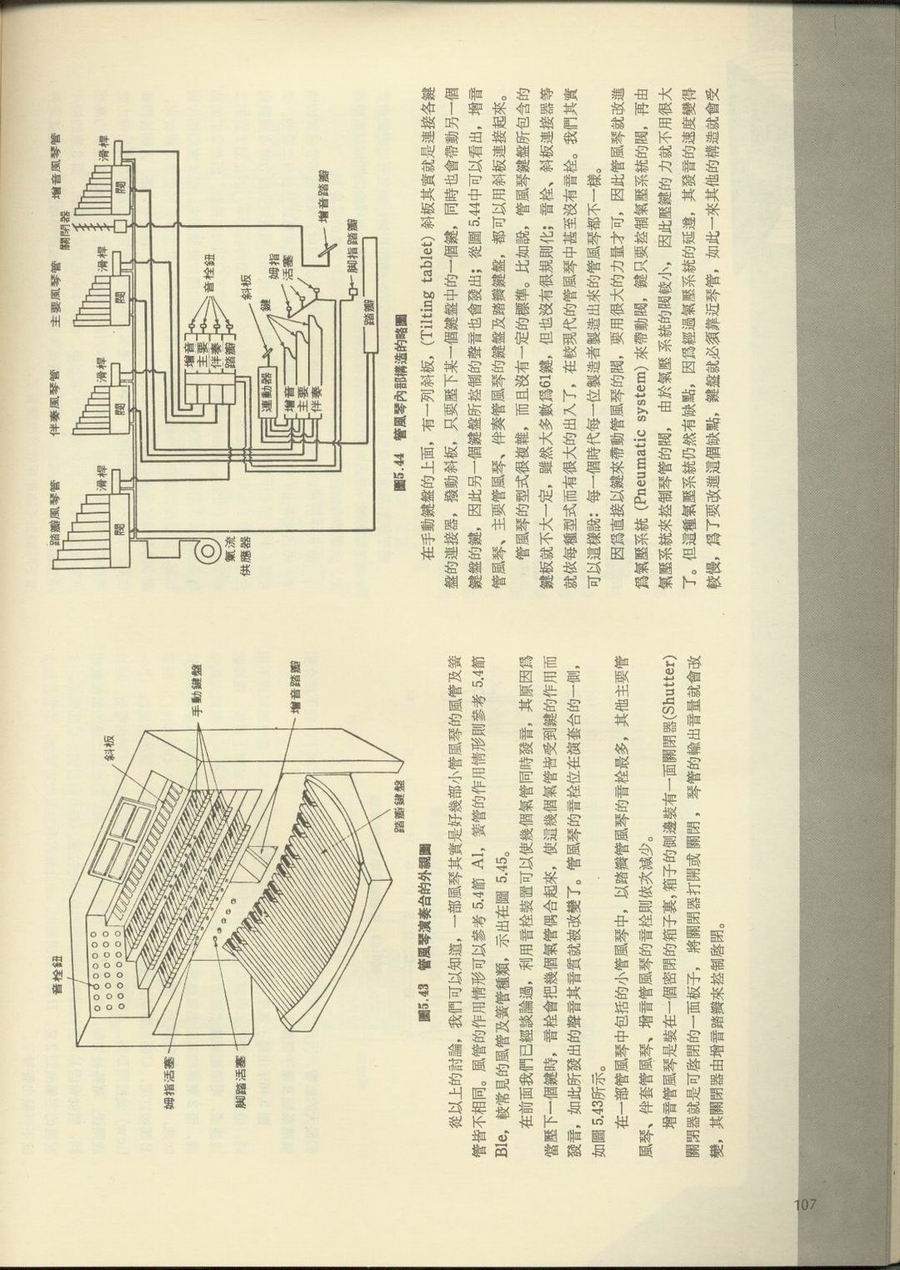 音栓鈕
斜板
手動鍵盤
增音踏瓣
姆指活塞
腳踏活塞
踏瓣鍵盤
圖5.43　管風琴演奏台的外視圖
從以上的討論，我們可以知道，一部風琴其實是好幾部小管風琴的風管及簧
管皆不相同。風管的作用情形可以參考 5.4節 A1，簧管的作用情形則參考 5.4節
B1e，較常見的風管及簧管種類，示出在圖 5.45。
在前面我們已經談論過，利用音栓裝置可以使幾個氣管同時發音，其原因爲
當壓下一個鍵時，音栓會把幾個氣管偶合起來，使這幾個氣管皆受到鍵的作用而
發音，如此所發出的聲音其音質就被改變了。管風琴的音栓位在演套台的一側，
如圖 5.43所示。
在一部管風琴中包括的小管風琴中，以踏瓣管風琴的音栓最多，其他主要管
風琴、伴套管風琴、增音管風琴的音栓則依次減少。
增音管風琴是裝在一個密閉的箱子裏，箱子的側邊裝有一面關閉器(Shutter)
關閉器就是可啓閉的一面板子，將關閉器打開或關閉，琴管的輸出音量就會改
變，其關閉器由增音踏瓣來控制啓閉。
踏瓣風琴管
伴奏風琴管
主要風琴管
關閉器
增音風琴管
滑桿
滑桿
滑桿
滑桿
閥
閥
閥
閥
氣流
供應器
音栓鈕
增音
主要
伴奏
踏瓣
斜板
鍵
姆指
活塞
連動器
增音
主要
伴奏
增音踏瓣
腳指踏瓣
踏瓣
圖5.44　管風琴內部構造的略圖
在手動鍵盤的上面，有一列斜板，(Tilting tablet) 斜板其實就是連接各鍵
盤的連接器，撥動斜板，只要壓下某一個鍵盤中的一個鍵，同時也會帶動另一個
鍵盤的鍵，因此另一個鍵盤所控制的聲音也會發出；從圖 5.44中可以看出，增音
管風琴、主要管風琴、伴奏管風琴的鍵盤及踏瓣鍵盤，都可以用斜板連接起來。
管風琴的型式很複雜，而且沒有一定的標準。比如說，管風琴鍵盤所包含的
鍵板就不大一定，雖然大多數爲61鍵，但也沒有很規則化；音栓、斜板連接器等
就依每種型式而有很大的出入了，在較現代的管風琴中甚至沒有音栓。我們其實
可以這樣說：每一個時代每一位製造者製造出來的管風琴都不一樣。
因爲直接以鍵來帶動管風琴的閥，要用很大的力量才可，因此管風琴就改進
爲氣壓系統 (Pneumatic system) 來帶動閥，鍵只要控制氣壓系統的閥，再由
氣壓系統來控制琴管的閥，由於氣壓系統的閥較小，因此壓鍵的力就不用很大
了。但這種氣壓系統仍然有缺點，因爲經過氣壓系統的延遲，其發音的速度變得
較慢，爲了要改進這個缺點，鍵盤就必須靠近琴管，如此一來其他的構造就會受
107